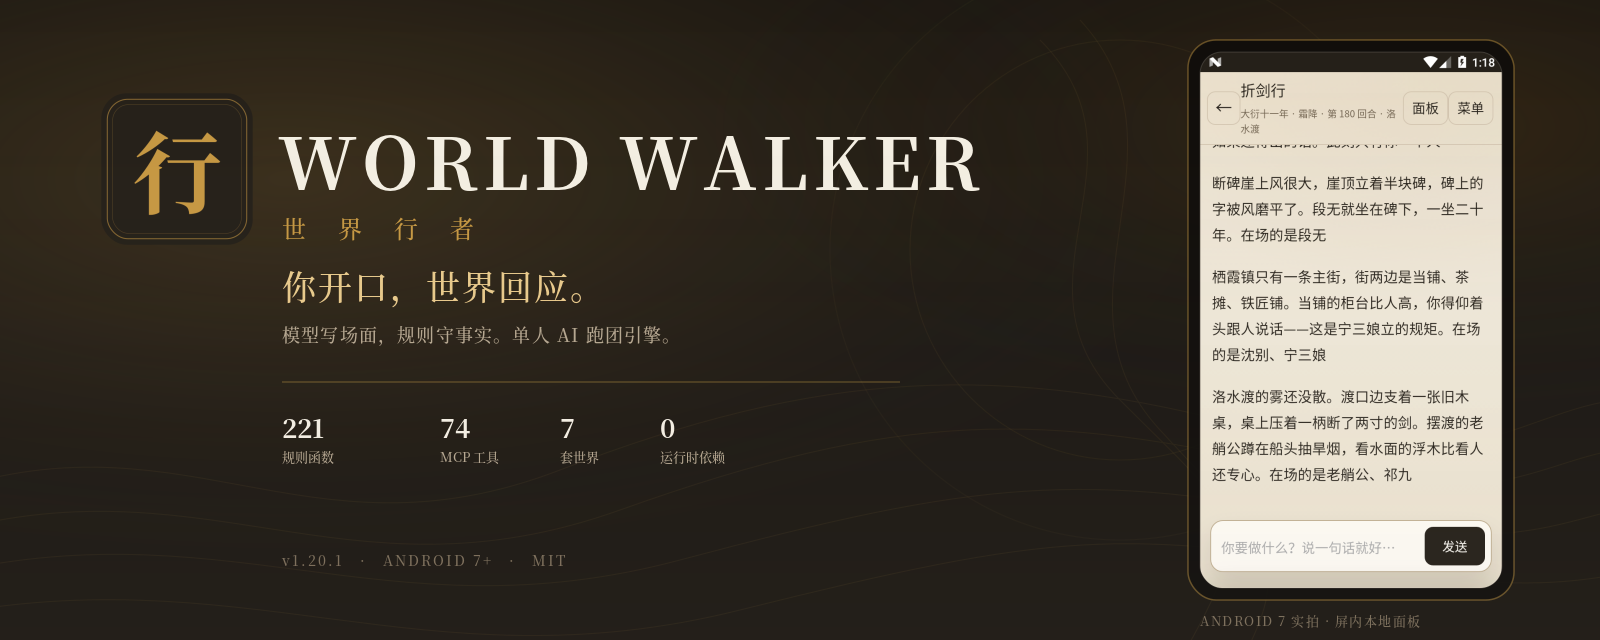 行
WORLD WALKER
世界行者
你开口，世界回应。
模型写场面，规则守事实。单人 AI 跑团引擎。
221
规则函数
74
MCP 工具
7
套世界
0
运行时依赖
v1.20.1 · ANDROID 7+ · MIT
1:18
←
折剑行
大衍十一年 · 霜降 · 第 180 回合 · 洛
水渡
面板
菜单
断碑崖上风很大，崖顶立着半块碑，碑上的
字被风磨平了。段无就坐在碑下，一坐二十
年。在场的是段无
栖霞镇只有一条主街，街两边是当铺、茶
摊、铁匠铺。当铺的柜台比人高，你得仰着
头跟人说话——这是宁三娘立的规矩。在场
的是沈别、宁三娘
洛水渡的雾还没散。渡口边支着一张旧木
桌，桌上压着一柄断了两寸的剑。摆渡的老
艄公蹲在船头抽旱烟，看水面的浮木比看人
还专心。在场的是老艄公、祁九
你要做什么？说一句话就好…
发送
ANDROID 7 实拍 · 屏内本地面板